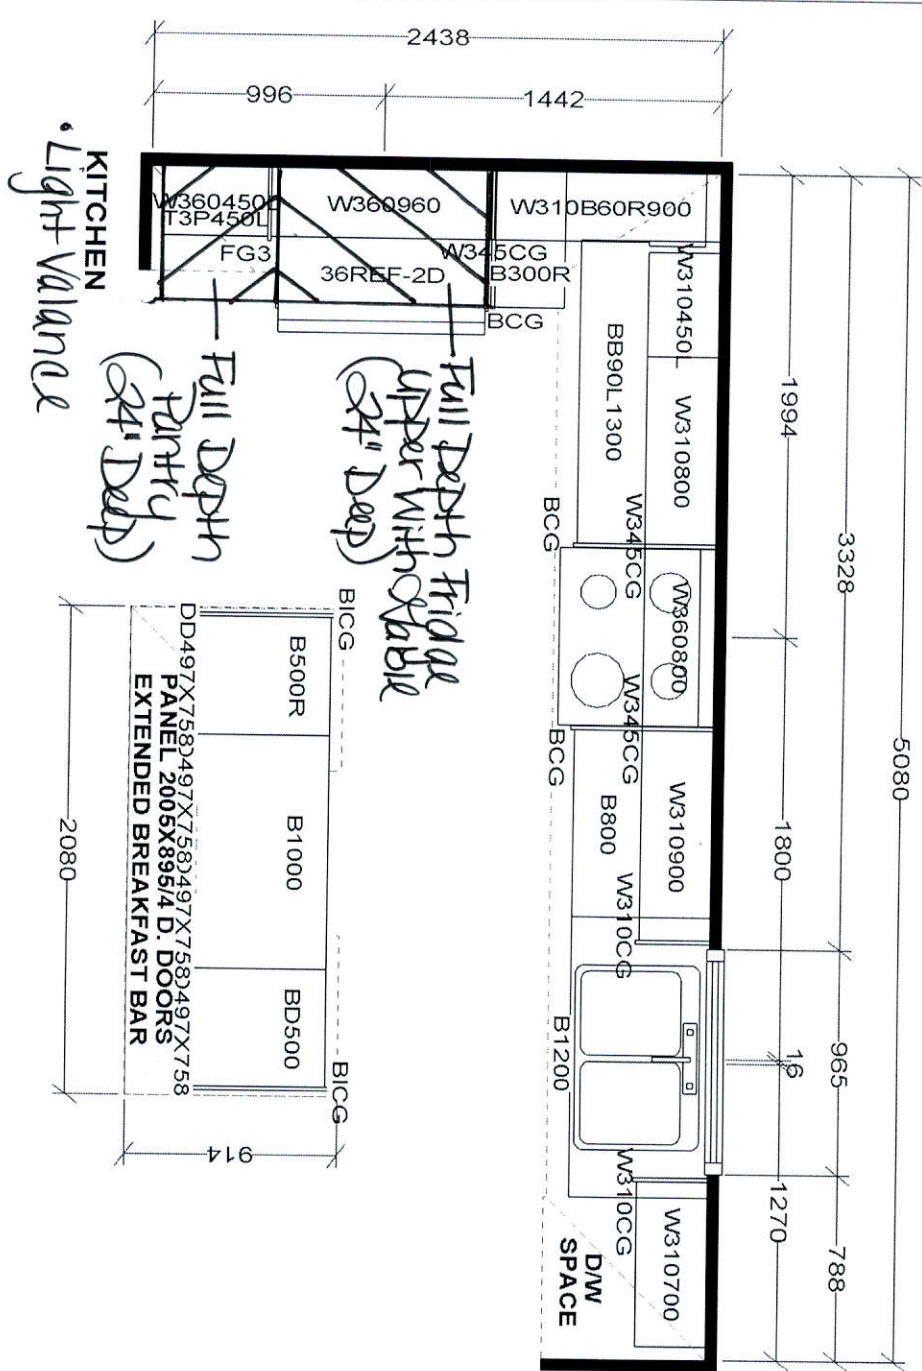 2438
996
1442
KITCHEN
• Light Valance
W360450L
T3P450L
FG3
W360960
36REF-2D
W310B60R900
W345CG
B300R
BCG
Full Depth Fridge
Upper With Gable
(24" Deep)
Full Depth
Pantry
(24" Deep)
W310450L
W310800
BB90L1300
W345CG
BCG
W360800
W345CG
BCG
W310900
B800
W310CG
B1200
W310CG
W310700
D/W
SPACE
1994
1800
16
1270
3328
965
788
5080
BICG
B500R
B1000
BD500
BICG
DD497X758D497X758D497X758D497X758
PANEL 2005X895/4 D. DOORS
EXTENDED BREAKFAST BAR
2080
914